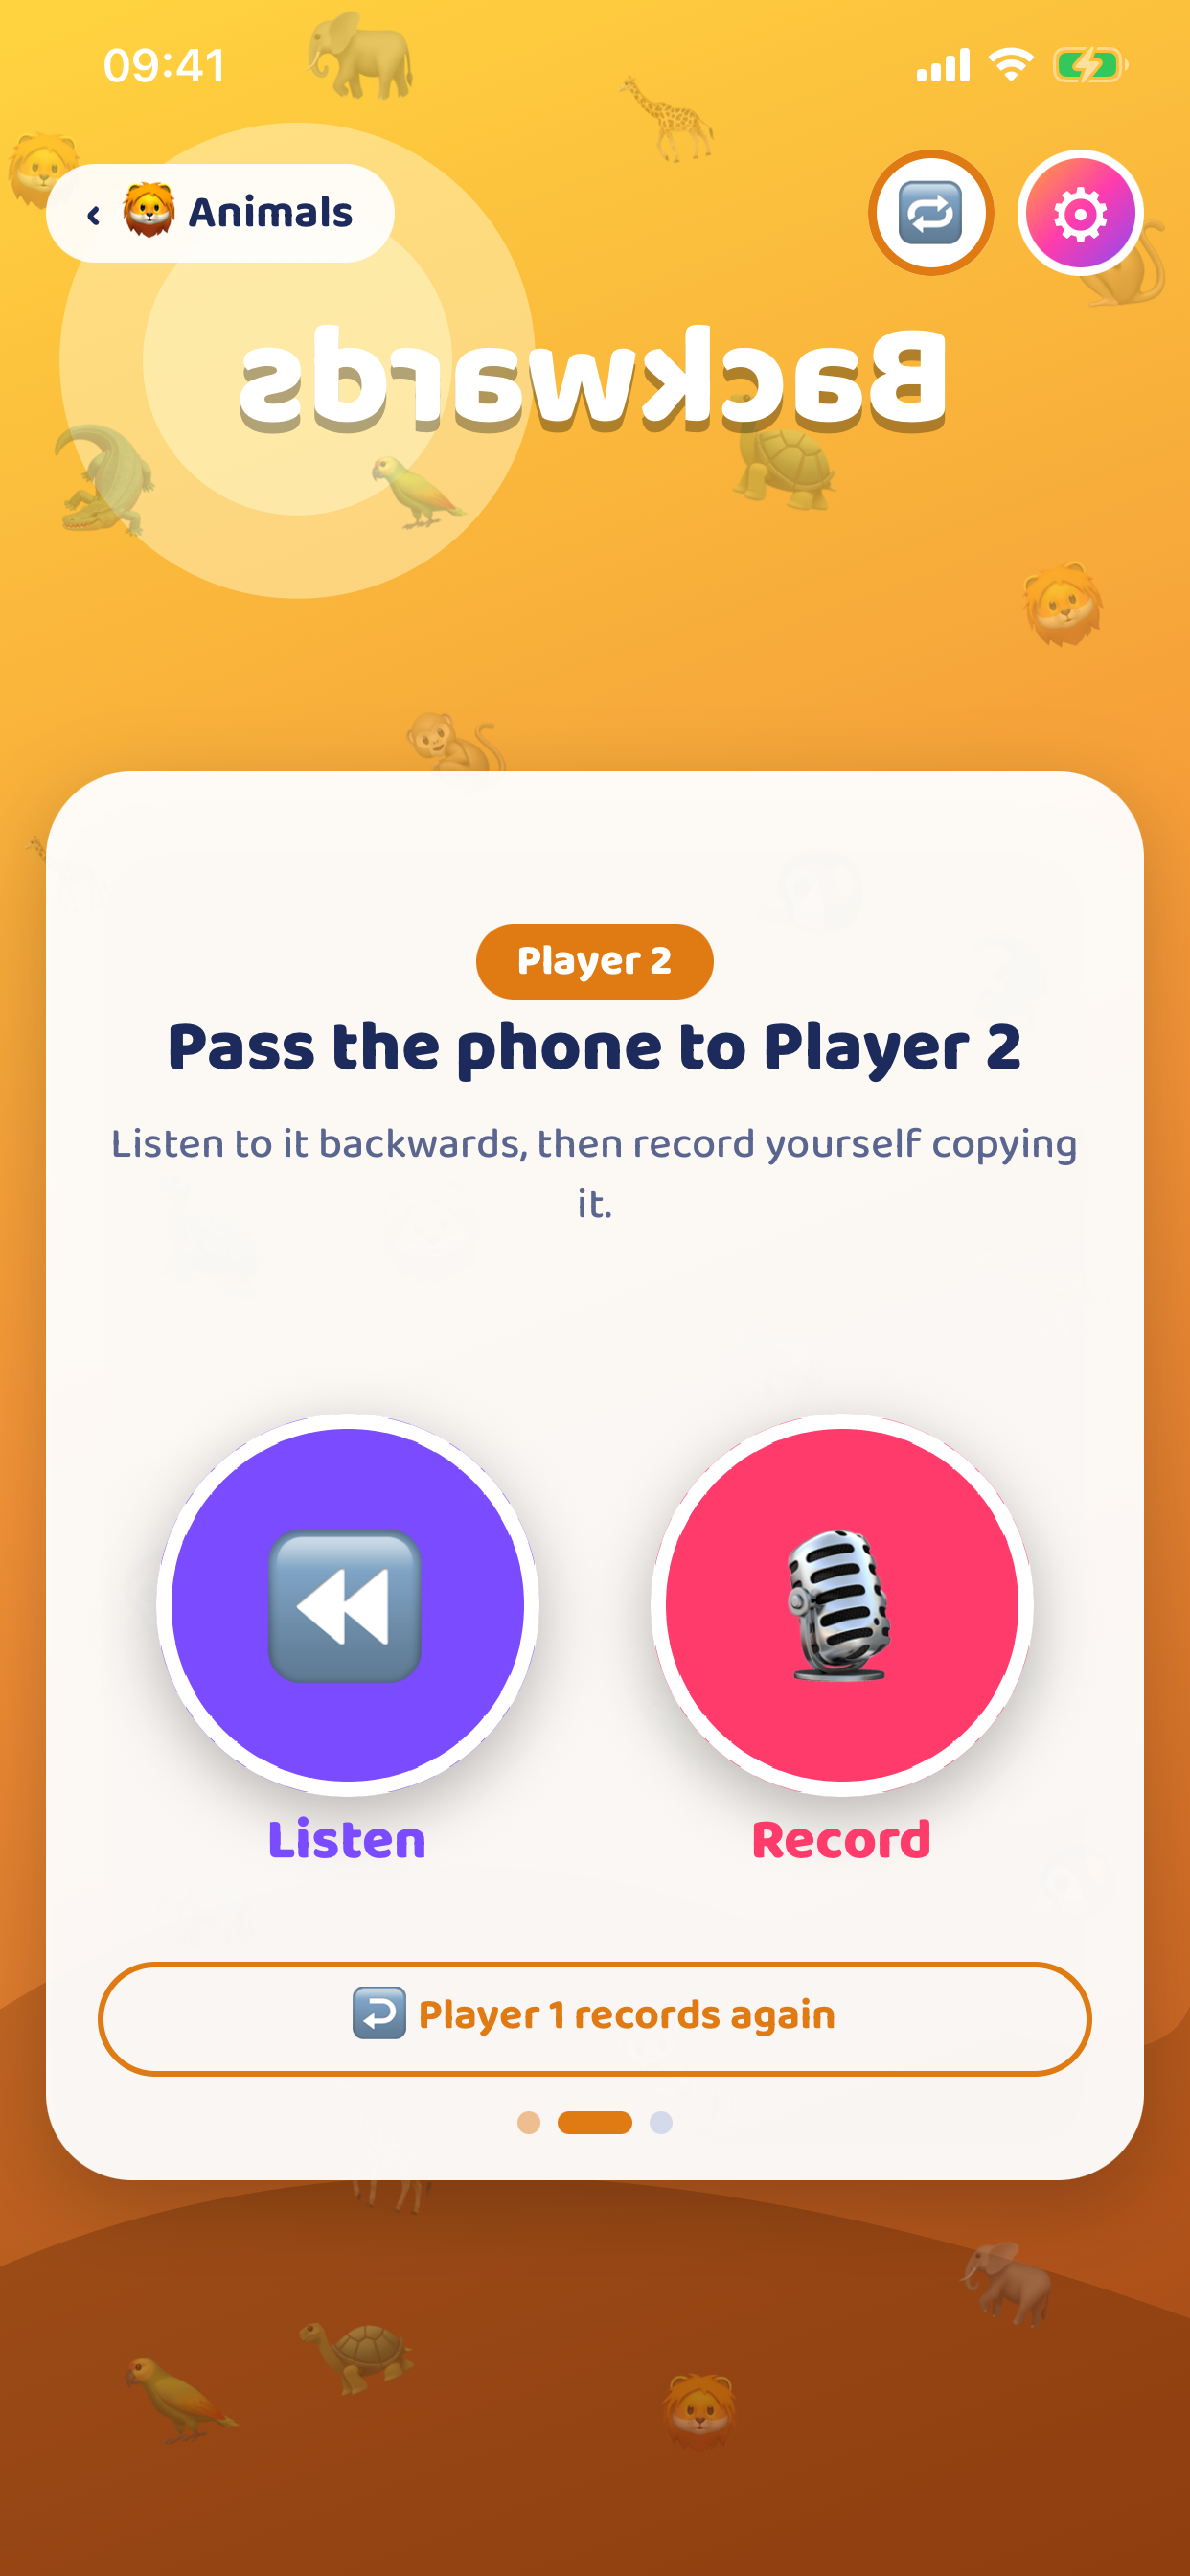 09:41
‹ Animals
Backwards
Player 2
Pass the phone to Player 2
Listen to it backwards, then record yourself copying
it.
Listen
Record
Player 1 records again